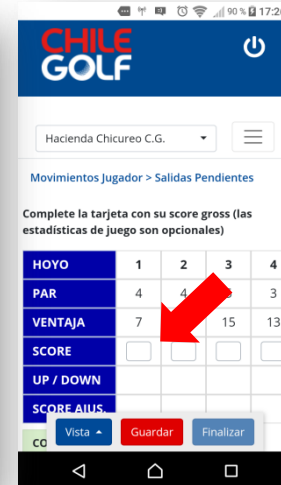 90 % 17:20
CHILE
GOLF
Hacienda Chicureo C.G.
Movimientos Jugador > Salidas Pendientes
Complete la tarjeta con su score gross (las
estadísticas de juego son opcionales)
HOYO 1 2 3 4
PAR 4 4 3
VENTAJA 7 15 13
SCORE
UP / DOWN
SCORE AJUS.
CO
Vista Guardar Finalizar